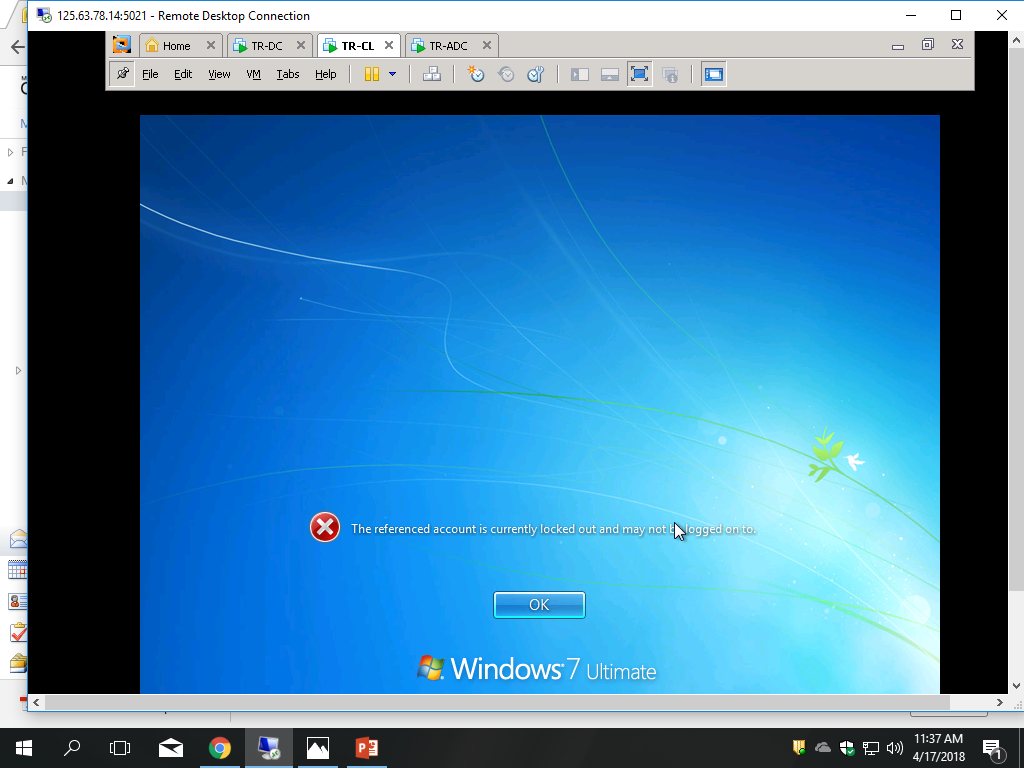 125.63.78.14:5021 - Remote Desktop Connection
Home TR-DC TR-CL TR-ADC
File Edit View VM Tabs Help
The referenced account is currently locked out and may not be logged on to.
OK
Windows 7 Ultimate
11:37 AM
4/17/2018
1